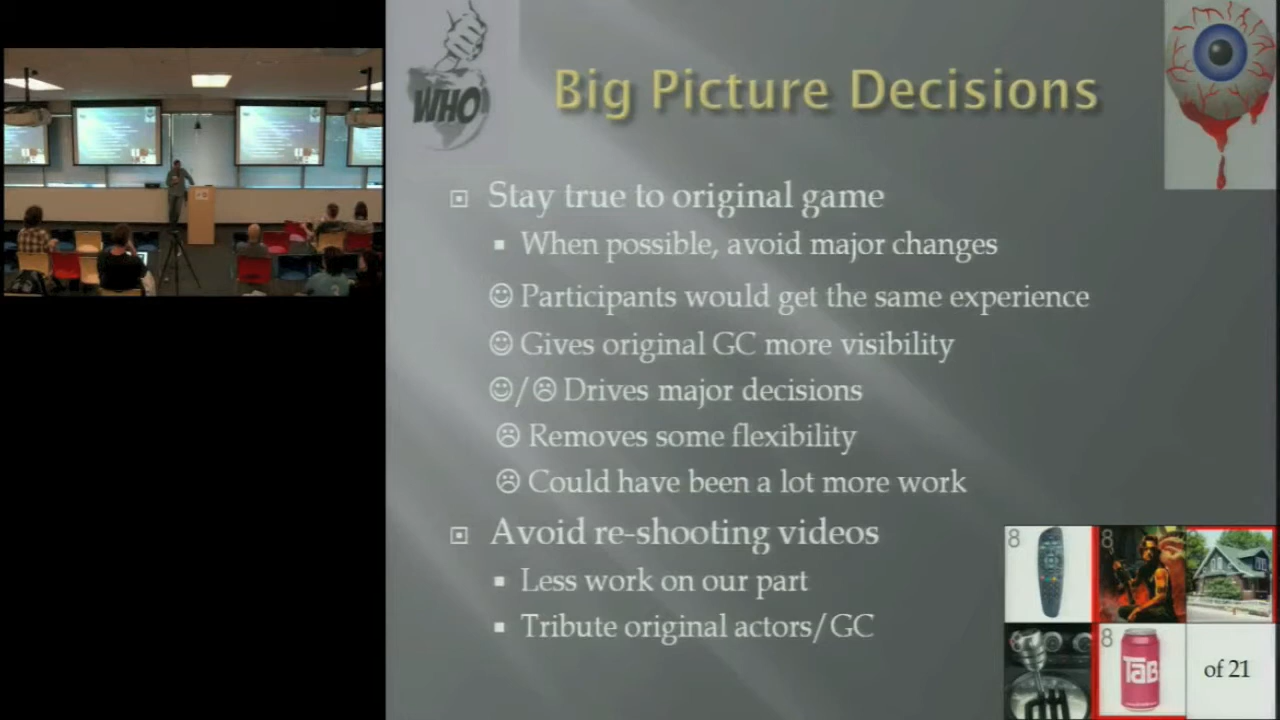 WHO
Big Picture Decisions
Stay true to original game
When possible, avoid major changes
☺ Participants would get the same experience
☺ Gives original GC more visibility
☺/☹ Drives major decisions
☹ Removes some flexibility
☹ Could have been a lot more work
Avoid re-shooting videos
Less work on our part
Tribute original actors/GC
8 8
8 TaB of 21